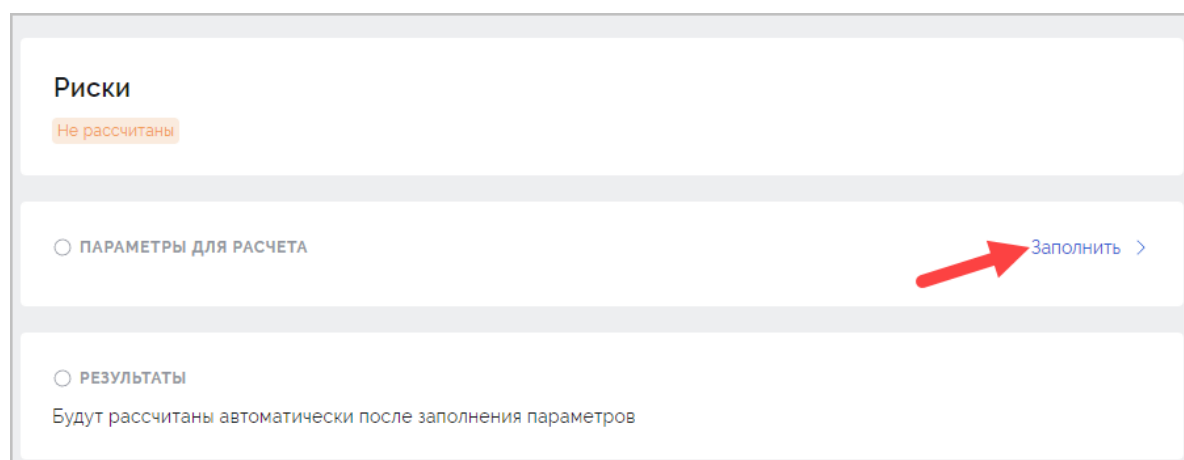 Риски
Не рассчитаны
ПАРАМЕТРЫ ДЛЯ РАСЧЕТА
Заполнить >
РЕЗУЛЬТАТЫ
Будут рассчитаны автоматически после заполнения параметров